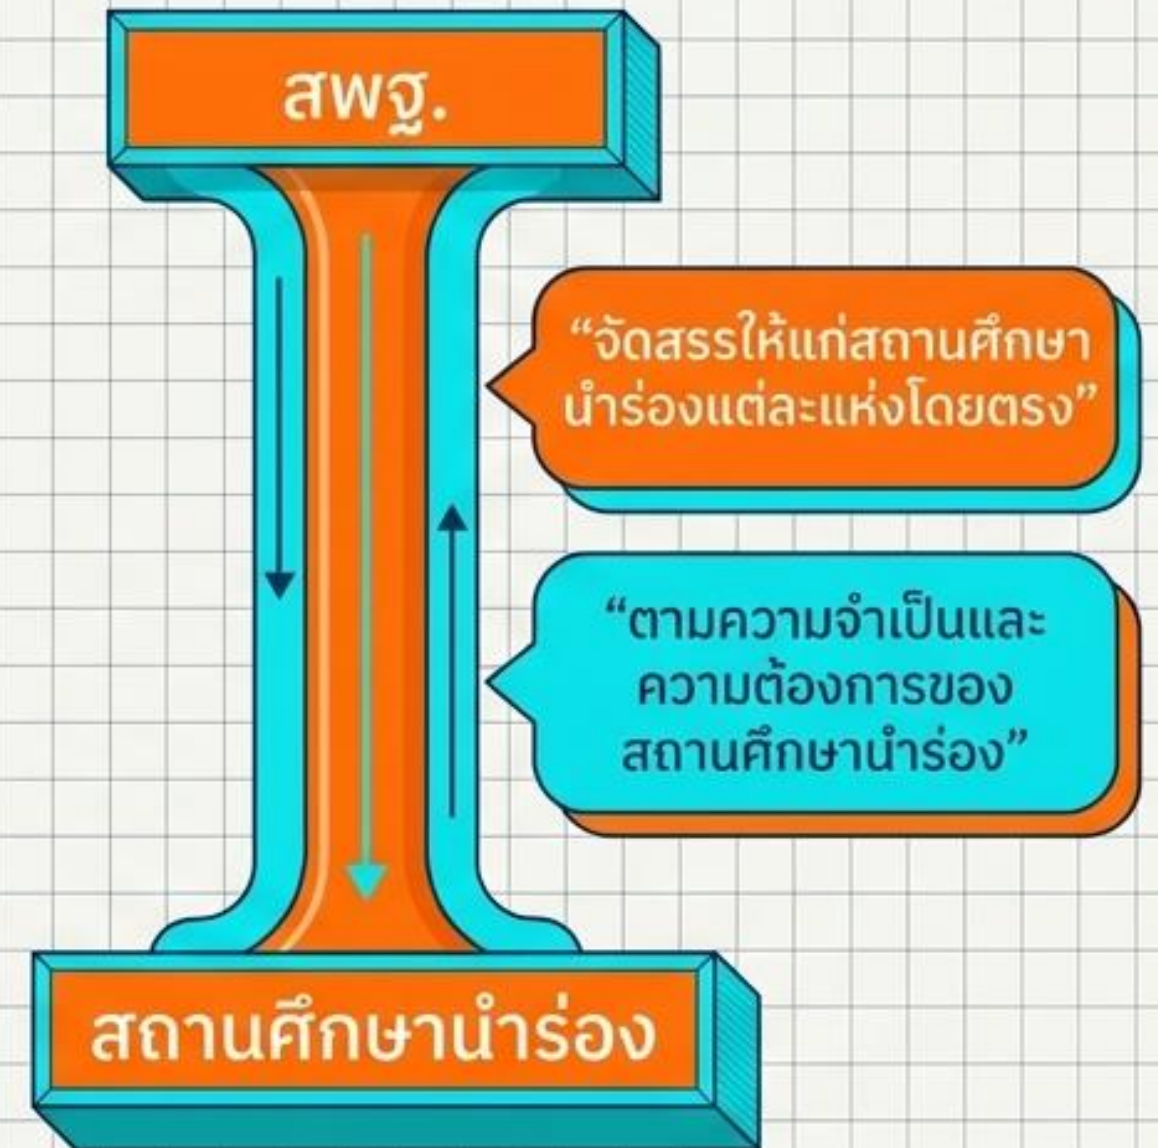 สพฐ.
“จัดสรรให้แก่สถานศึกษา
นำร่องแต่ละแห่งโดยตรง”
“ตามความจำเป็นและ
ความต้องการของ
สถานศึกษานำร่อง”
สถานศึกษานำร่อง